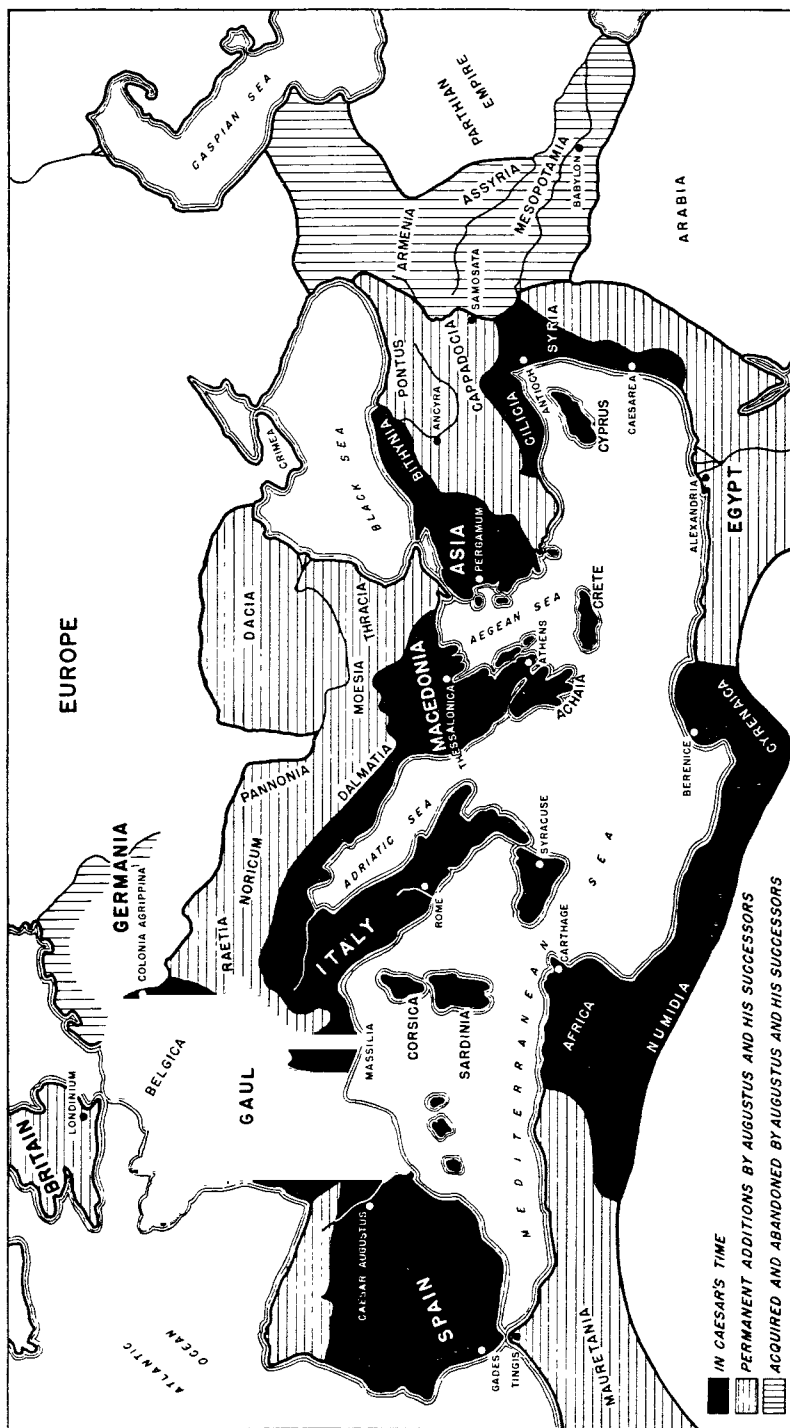 EUROPE
ATLANTIC
OCEAN
BRITAIN
LONDINIUM
BELGICA
GAUL
GERMANIA
COLONIA AGRIPPINA
RAETIA
NORICUM
PANNONIA
DALMATIA
MOESIA
DACIA
THRACIA
CRIMEA
BLACK SEA
CASPIAN SEA
PARTHIAN
EMPIRE
ARMENIA
ASSYRIA
MESOPOTAMIA
BABYLON
SAMOSATA
PONTUS
CAPPADOCIA
ANCYRA
BITHYNIA
ASIA
PERGAMUM
CILICIA
ANTIOCH
SYRIA
CYPRUS
CAESAREA
ARABIA
EGYPT
ALEXANDRIA
MACEDONIA
THESSALONICA
AEGEAN SEA
ATHENS
ACHAIA
CRETE
ADRIATIC SEA
ITALY
ROME
SYRACUSE
CORSICA
SARDINIA
MASSILIA
MEDITERRANEAN SEA
CAESAR AUGUSTUS
SPAIN
GADES
TINGIS
MAURETANIA
CARTHAGE
AFRICA
NUMIDIA
BERENICE
CYRENAICA
IN CAESAR'S TIME
PERMANENT ADDITIONS BY AUGUSTUS AND HIS SUCCESSORS
ACQUIRED AND ABANDONED BY AUGUSTUS AND HIS SUCCESSORS